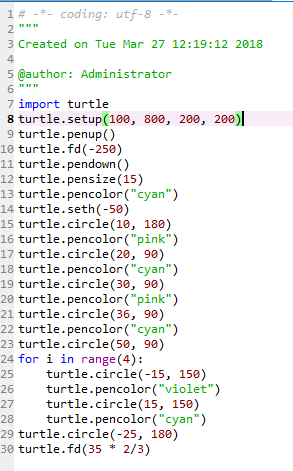 1 # -*- coding: utf-8 -*-
2 """
3 Created on Tue Mar 27 12:19:12 2018
4
5 @author: Administrator
6 """
7 import turtle
8 turtle.setup(100, 800, 200, 200)
9 turtle.penup()
10 turtle.fd(-250)
11 turtle.pendown()
12 turtle.pensize(15)
13 turtle.pencolor("cyan")
14 turtle.seth(-50)
15 turtle.circle(10, 180)
16 turtle.pencolor("pink")
17 turtle.circle(20, 90)
18 turtle.pencolor("cyan")
19 turtle.circle(30, 90)
20 turtle.pencolor("pink")
21 turtle.circle(36, 90)
22 turtle.pencolor("cyan")
23 turtle.circle(50, 90)
24 for i in range(4):
25     turtle.circle(-15, 150)
26     turtle.pencolor("violet")
27     turtle.circle(15, 150)
28     turtle.pencolor("cyan")
29 turtle.circle(-25, 180)
30 turtle.fd(35 * 2/3)